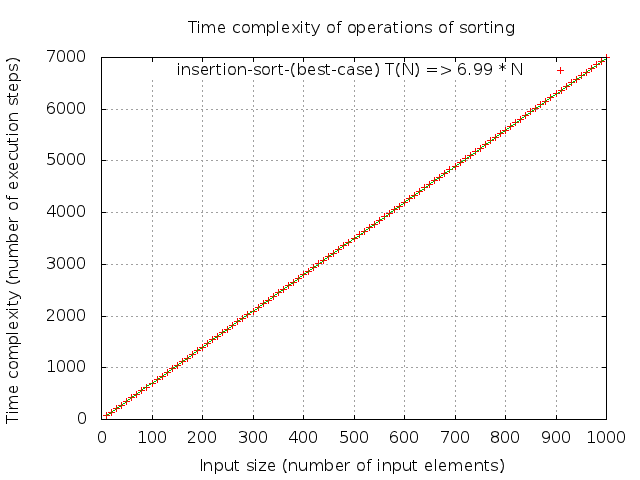 Time complexity of operations of sorting
insertion-sort-(best-case) T(N) => 6.99 * N
Time complexity (number of execution steps)
7000
6000
5000
4000
3000
2000
1000
0
0 100 200 300 400 500 600 700 800 900 1000
Input size (number of input elements)